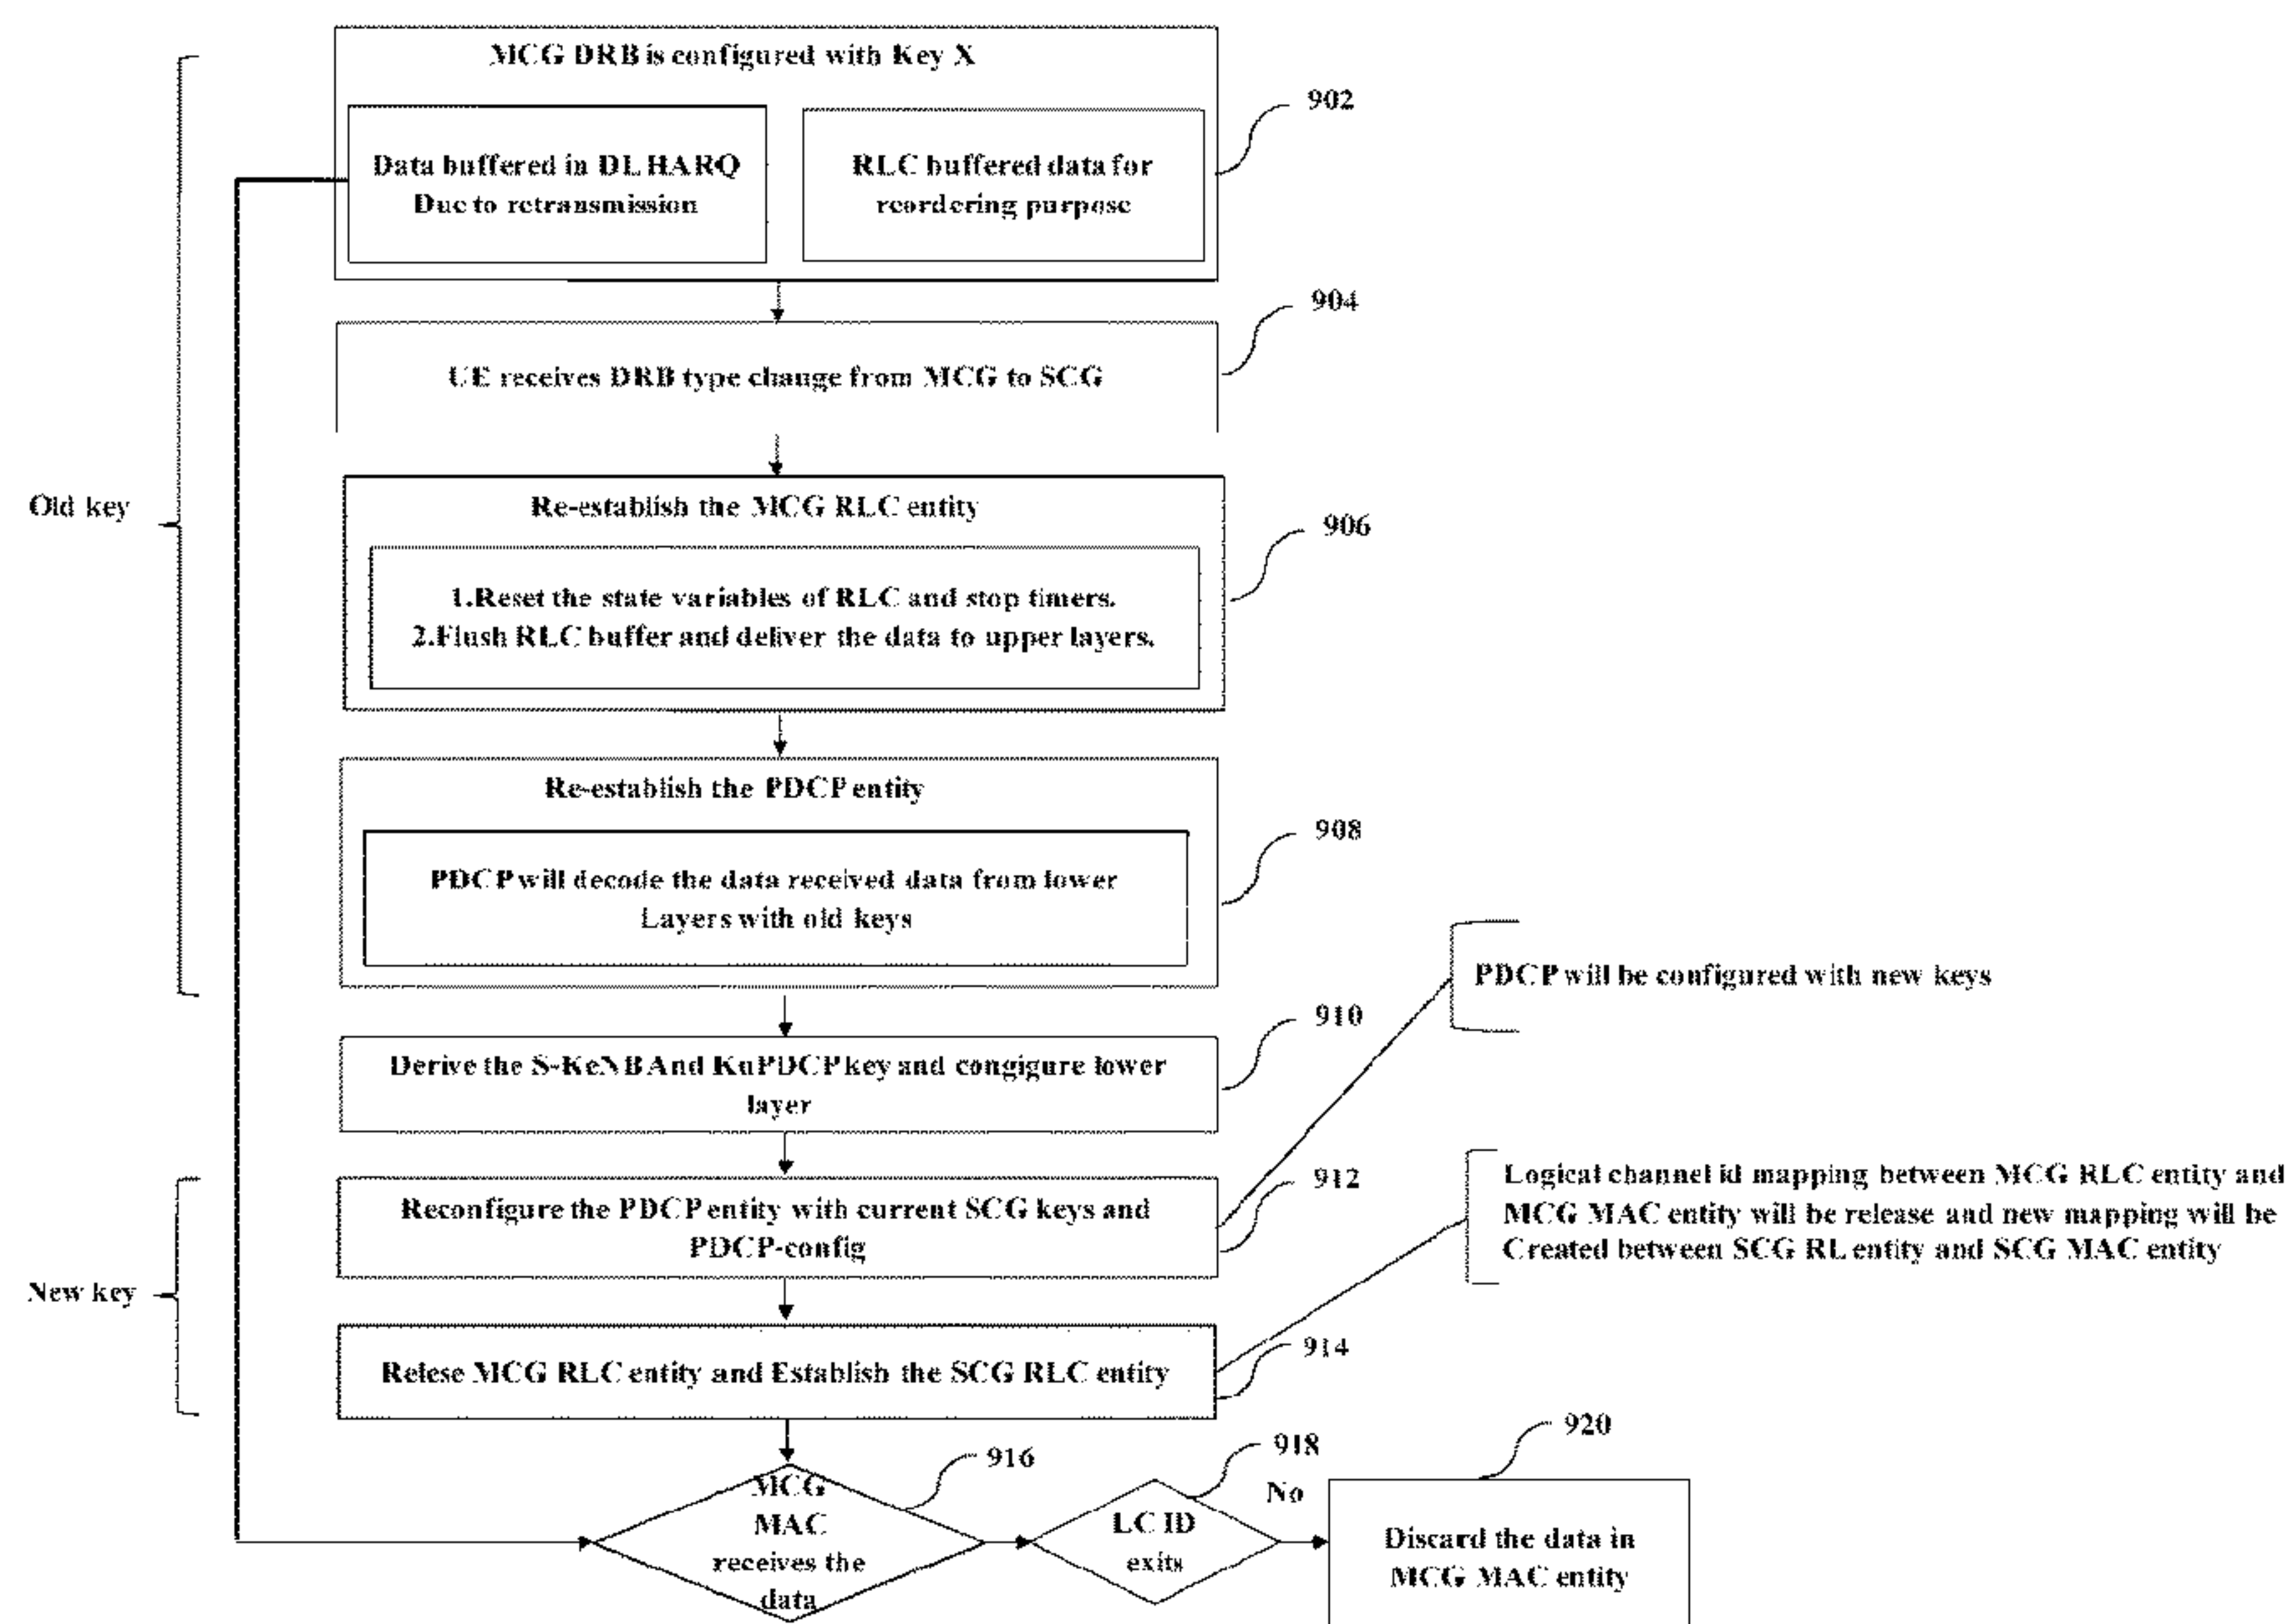 MCG DRB is configured with Key X
902
Data buffered in DL HARQ
Due to retransmission
RLC buffered data for
reordering purpose
904
UE receives DRB type change from MCG to SCG
Old key
Re-establish the MCG RLC entity
906
1.Reset the state variables of RLC and stop timers.
2.Flush RLC buffer and deliver the data to upper layers.
Re-establish the PDCP entity
908
PDCP will decode the data received data from lower
Layers with old keys
PDCP will be configured with new keys
910
Derive the S-KeNB And KuPDCP key and congigure lower
layer
912
Reconfigure the PDCP entity with current SCG keys and
PDCP-config
Logical channel id mapping between MCG RLC entity and
MCG MAC entity will be release and new mapping will be
Created between SCG RL entity and SCG MAC entity
New key
914
Relese MCG RLC entity and Establish the SCG RLC entity
916
MCG
MAC
receives the
data
918
LC ID
exits
No
920
Discard the data in
MCG MAC entity